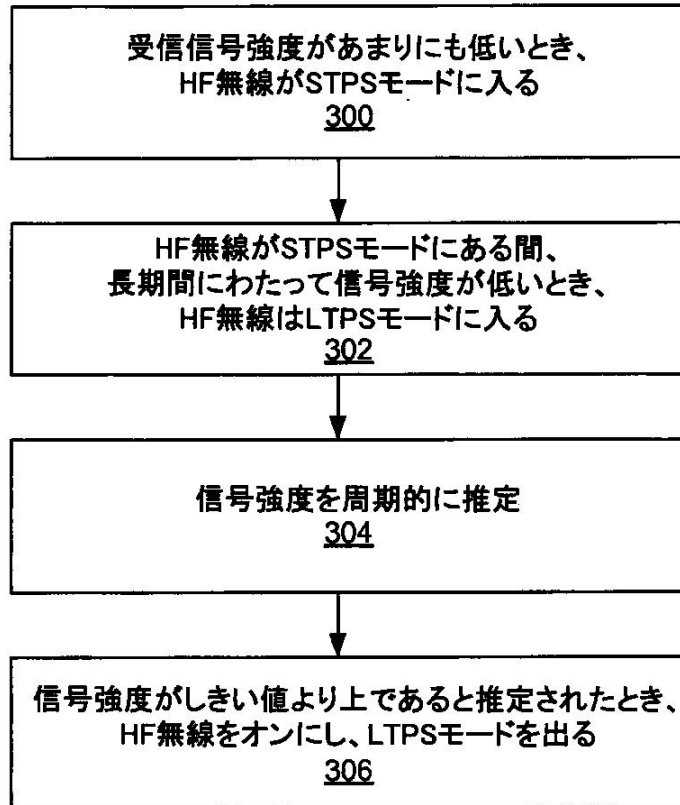 受信信号強度があまりにも低いとき、
HF無線がSTPSモードに入る
300
HF無線がSTPSモードにある間、
長期間にわたって信号強度が低いとき、
HF無線はLTPSモードに入る
302
信号強度を周期的に推定
304
信号強度がしきい値より上であると推定されたとき、
HF無線をオンにし、LTPSモードを出る
306